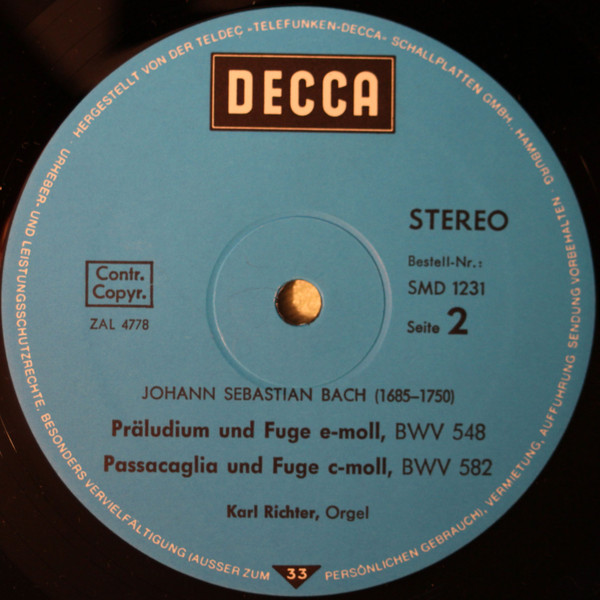 HERGESTELLT VON DER TELDEC »TELEFUNKEN-DECCA« SCHALLPLATTEN GMBH., HAMBURG · URHEBER- UND LEISTUNGSSCHUTZRECHTE, BESONDERS VERVIELFÄLTIGUNG (AUSSER ZUM PERSÖNLICHEN GEBRAUCH), VERMIETUNG, AUFFÜHRUNG, SENDUNG VORBEHALTEN ·
DECCA
STEREO
Bestell-Nr.:
SMD 1231
Seite 2
Contr.
Copyr.
ZAL 4778
JOHANN SEBASTIAN BACH (1685–1750)
Präludium und Fuge e-moll, BWV 548
Passacaglia und Fuge c-moll, BWV 582
Karl Richter, Orgel
33